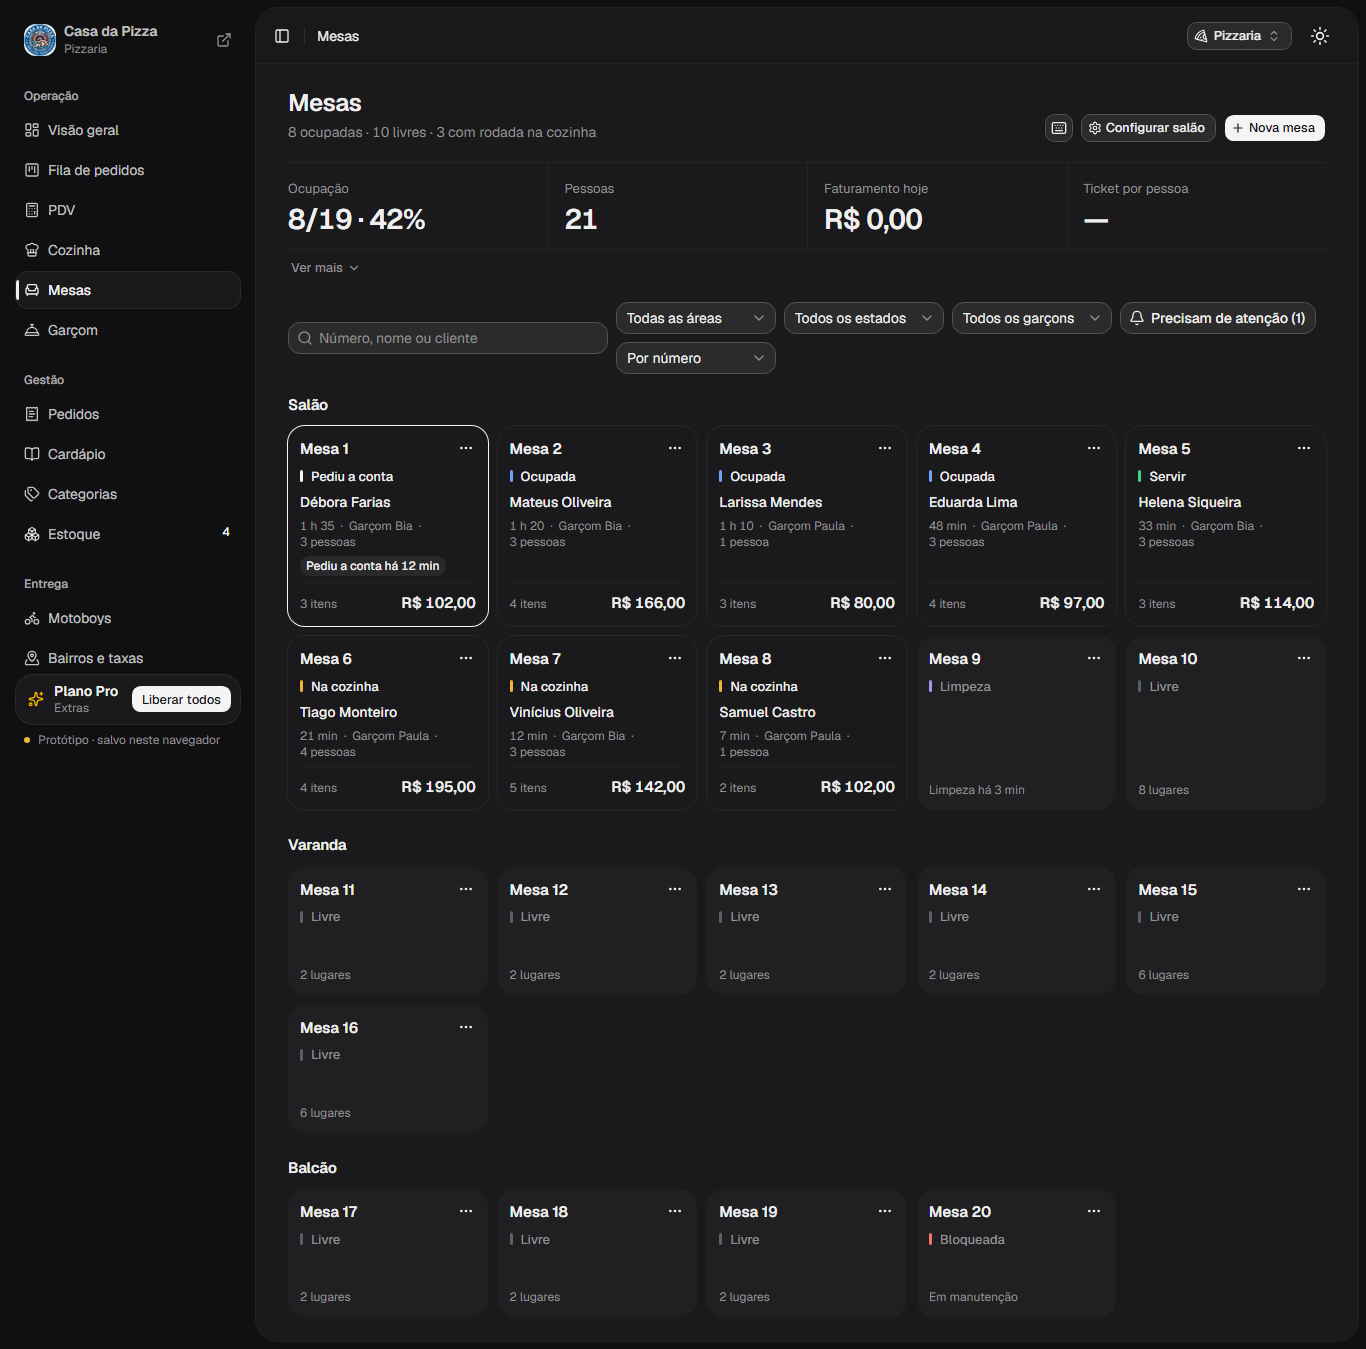 Casa da Pizza
Pizzaria
Operação
Visão geral
Fila de pedidos
PDV
Cozinha
Mesas
Garçom
Gestão
Pedidos
Cardápio
Categorias
Estoque 4
Entrega
Motoboys
Bairros e taxas
Plano Pro
Extras
Liberar todos
Protótipo · salvo neste navegador
Mesas
Pizzaria
Mesas
8 ocupadas · 10 livres · 3 com rodada na cozinha
Configurar salão
Nova mesa
Ocupação
8/19 · 42%
Pessoas
21
Faturamento hoje
R$ 0,00
Ticket por pessoa
—
Ver mais
Número, nome ou cliente
Todas as áreas
Todos os estados
Todos os garçons
Precisam de atenção (1)
Por número
Salão
Mesa 1
Pediu a conta
Débora Farias
1 h 35 · Garçom Bia ·
3 pessoas
Pediu a conta há 12 min
3 itens R$ 102,00
Mesa 2
Ocupada
Mateus Oliveira
1 h 20 · Garçom Bia ·
3 pessoas
4 itens R$ 166,00
Mesa 3
Ocupada
Larissa Mendes
1 h 10 · Garçom Paula ·
1 pessoa
3 itens R$ 80,00
Mesa 4
Ocupada
Eduarda Lima
48 min · Garçom Paula ·
3 pessoas
4 itens R$ 97,00
Mesa 5
Servir
Helena Siqueira
33 min · Garçom Bia ·
3 pessoas
3 itens R$ 114,00
Mesa 6
Na cozinha
Tiago Monteiro
21 min · Garçom Paula ·
4 pessoas
4 itens R$ 195,00
Mesa 7
Na cozinha
Vinícius Oliveira
12 min · Garçom Bia ·
3 pessoas
5 itens R$ 142,00
Mesa 8
Na cozinha
Samuel Castro
7 min · Garçom Paula ·
1 pessoa
2 itens R$ 102,00
Mesa 9
Limpeza
Limpeza há 3 min
Mesa 10
Livre
8 lugares
Varanda
Mesa 11
Livre
2 lugares
Mesa 12
Livre
2 lugares
Mesa 13
Livre
2 lugares
Mesa 14
Livre
2 lugares
Mesa 15
Livre
6 lugares
Mesa 16
Livre
6 lugares
Balcão
Mesa 17
Livre
2 lugares
Mesa 18
Livre
2 lugares
Mesa 19
Livre
2 lugares
Mesa 20
Bloqueada
Em manutenção